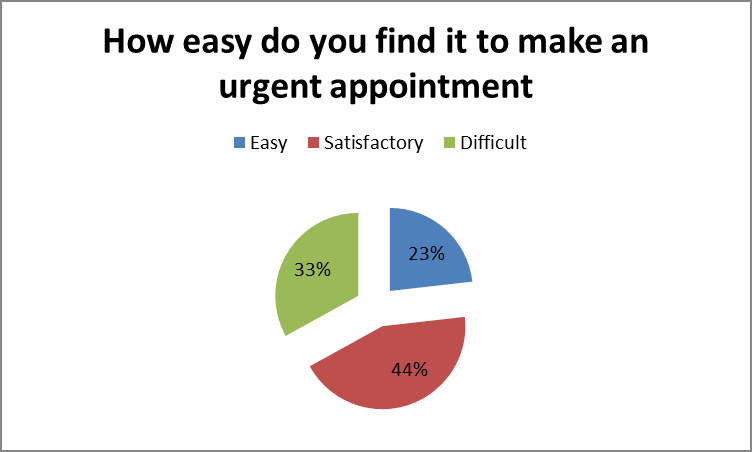 How easy do you find it to make an
urgent appointment
Easy Satisfactory Difficult
23%
33%
44%